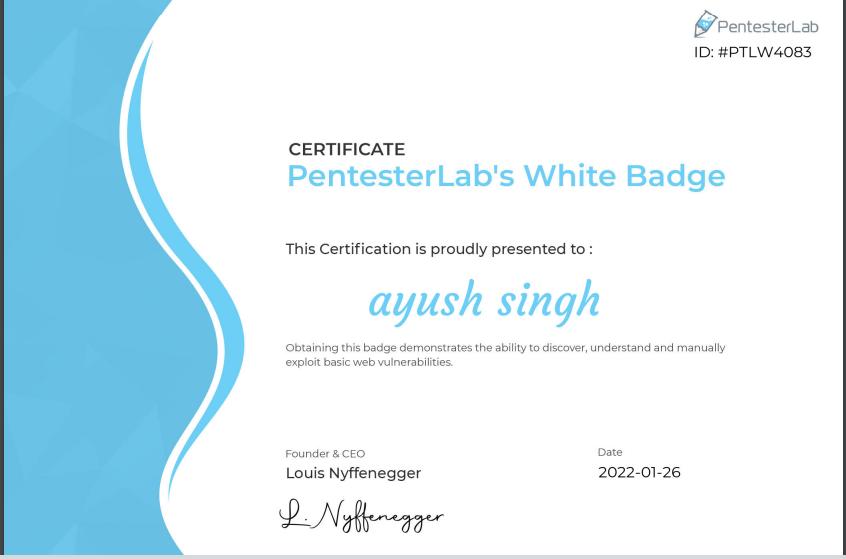 PentesterLab
ID: #PTLW4083
CERTIFICATE
PentesterLab's White Badge
This Certification is proudly presented to :
ayush singh
Obtaining this badge demonstrates the ability to discover, understand and manually
exploit basic web vulnerabilities.
Founder & CEO
Date
Louis Nyffenegger
2022-01-26
L. Nyffenegger